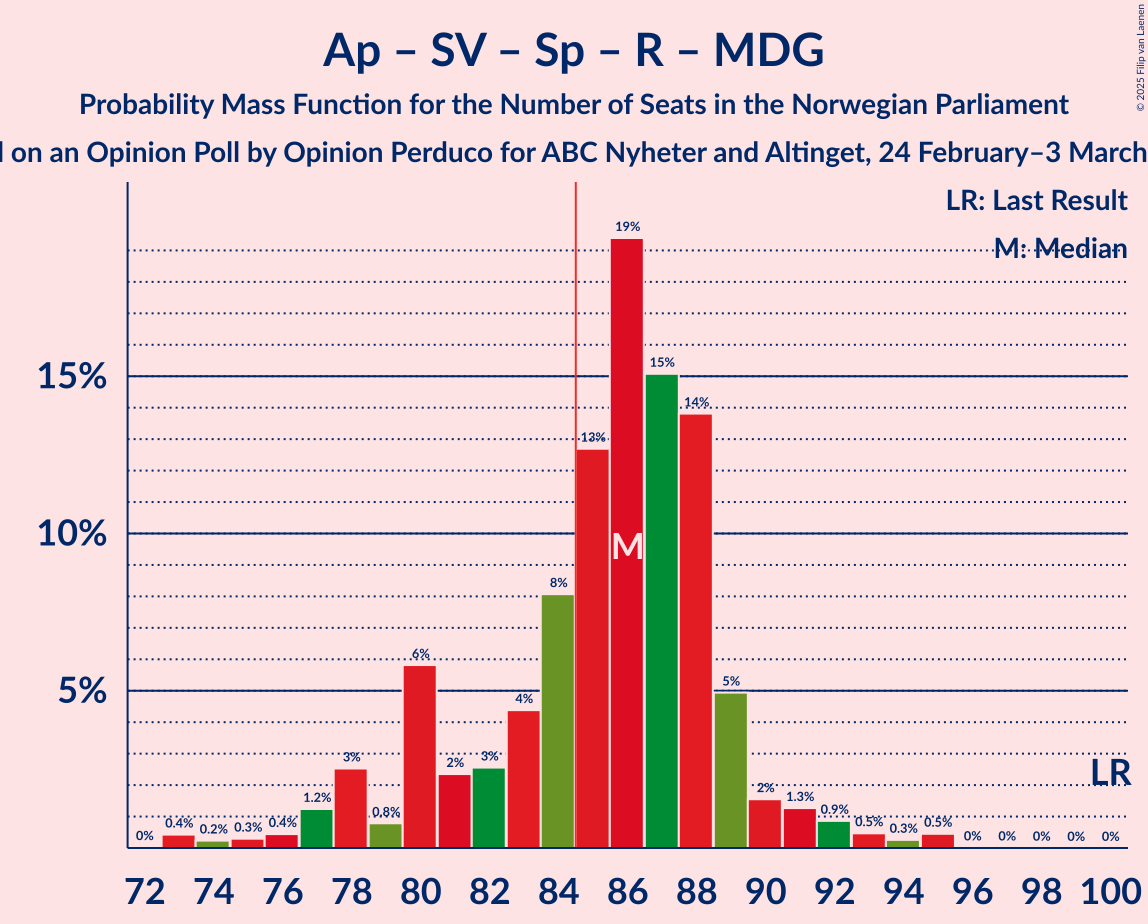 Ap – SV – Sp – R – MDG
Probability Mass Function for the Number of Seats in the Norwegian Parliament
on an Opinion Poll by Opinion Perduco for ABC Nyheter and Altinget, 24 February–3 March
© 2025 Filip van Laenen
LR: Last Result
M: Median
15%
10%
5%
0% 0.4% 0.2% 0.3% 0.4% 1.2% 3% 0.8% 6% 2% 3% 4% 8% 13% 19% 15% 14% 5% 2% 1.3% 0.9% 0.5% 0.3% 0.5% 0% 0% 0% 0% 0%
M
LR
72 74 76 78 80 82 84 86 88 90 92 94 96 98 100